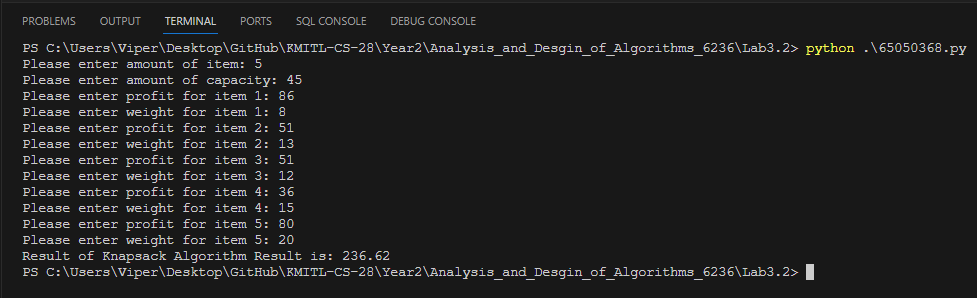 PROBLEMS OUTPUT TERMINAL PORTS SQL CONSOLE DEBUG CONSOLE
PS C:\Users\Viper\Desktop\GitHub\KMITL-CS-28\Year2\Analysis_and_Desgin_of_Algorithms_6236\Lab3.2> python .\65050368.py
Please enter amount of item: 5
Please enter amount of capacity: 45
Please enter profit for item 1: 86
Please enter weight for item 1: 8
Please enter profit for item 2: 51
Please enter weight for item 2: 13
Please enter profit for item 3: 51
Please enter weight for item 3: 12
Please enter profit for item 4: 36
Please enter weight for item 4: 15
Please enter profit for item 5: 80
Please enter weight for item 5: 20
Result of Knapsack Algorithm Result is: 236.62
PS C:\Users\Viper\Desktop\GitHub\KMITL-CS-28\Year2\Analysis_and_Desgin_of_Algorithms_6236\Lab3.2>